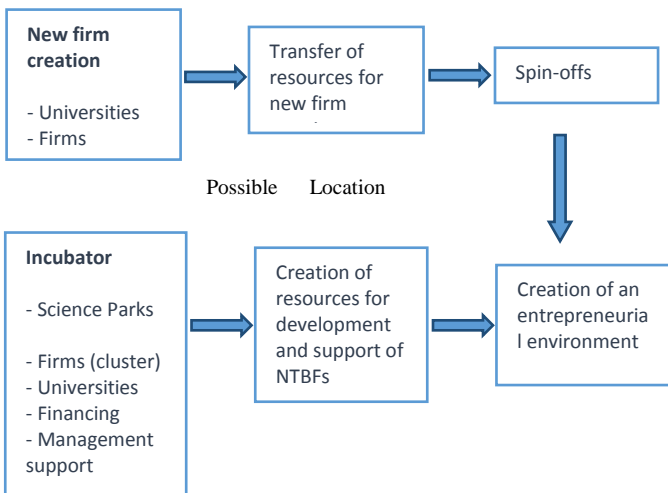 New firm
creation
- Universities
- Firms
Transfer of
resources for
new firm
Spin-offs
Possible Location
Incubator
- Science Parks
- Firms (cluster)
- Universities
- Financing
- Management
support
Creation of
resources for
development
and support of
NTBFs
Creation of an
entrepreneuria
l environment